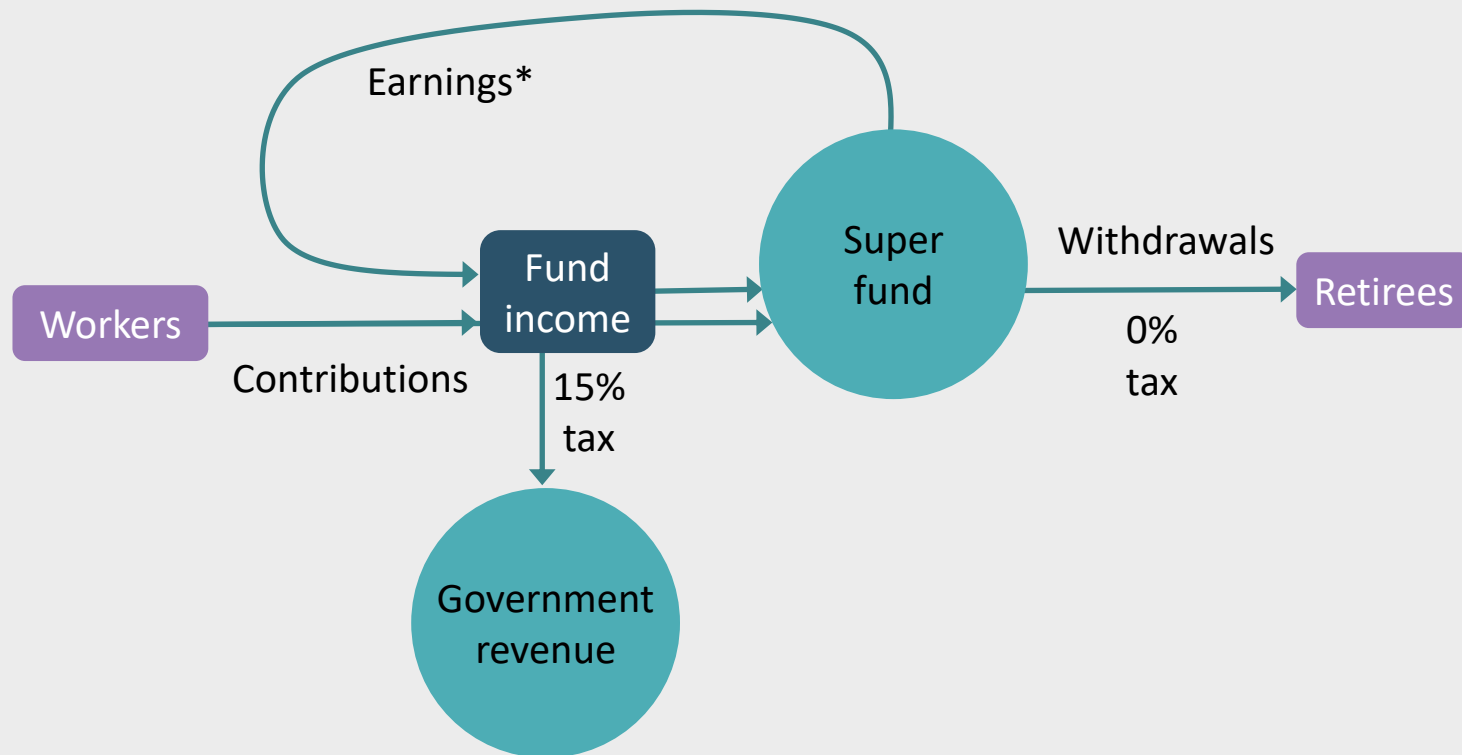 Earnings*
Workers
Contributions
Fund
income
15%
tax
Government
revenue
Super
fund
Withdrawals
0%
tax
Retirees